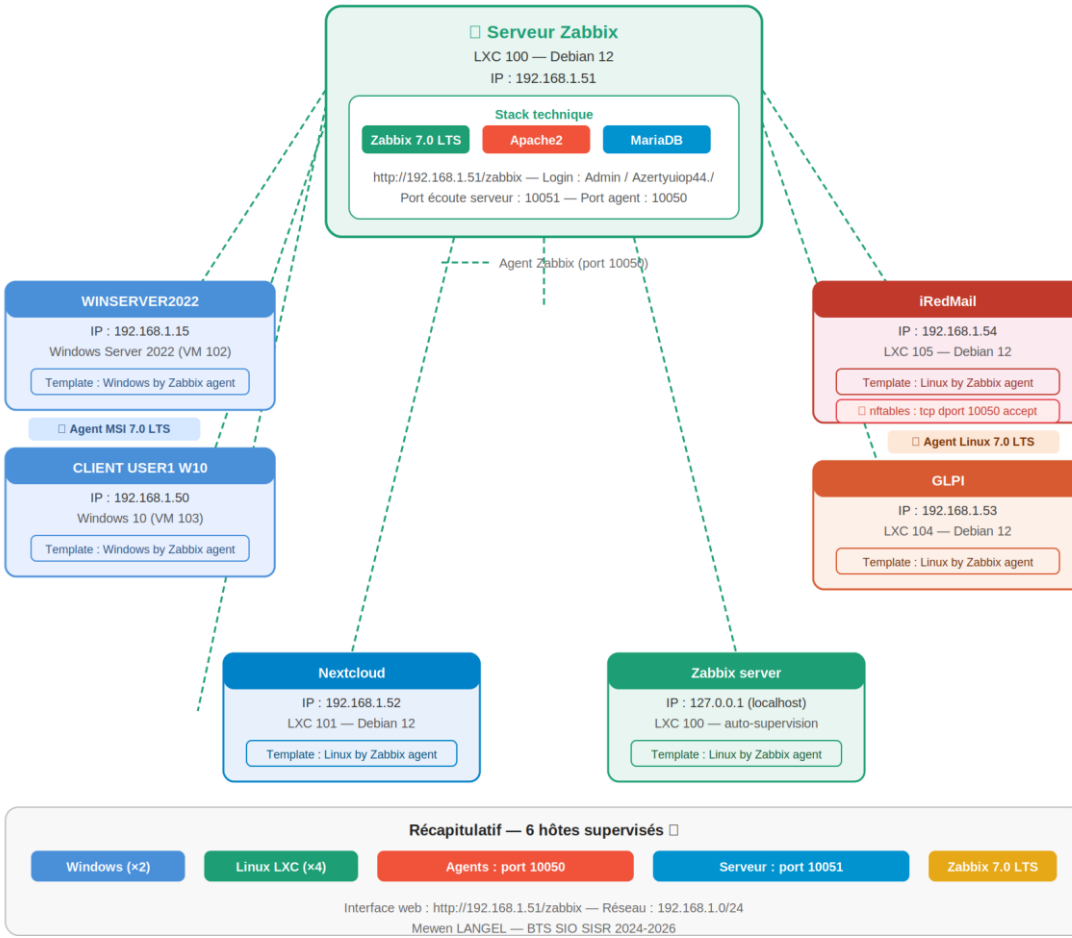 Serveur Zabbix
LXC 100 — Debian 12
IP : 192.168.1.51
Stack technique
Zabbix 7.0 LTS
Apache2
MariaDB
http://192.168.1.51/zabbix — Login : Admin / Azertyuiop44./
Port écoute serveur : 10051 — Port agent : 10050
Agent Zabbix (port 10050)
WINSERVER2022
IP : 192.168.1.15
Windows Server 2022 (VM 102)
Template : Windows by Zabbix agent
Agent MSI 7.0 LTS
CLIENT USER1 W10
IP : 192.168.1.50
Windows 10 (VM 103)
Template : Windows by Zabbix agent
iRedMail
IP : 192.168.1.54
LXC 105 — Debian 12
Template : Linux by Zabbix agent
nftables : tcp dport 10050 accept
Agent Linux 7.0 LTS
GLPI
IP : 192.168.1.53
LXC 104 — Debian 12
Template : Linux by Zabbix agent
Nextcloud
IP : 192.168.1.52
LXC 101 — Debian 12
Template : Linux by Zabbix agent
Zabbix server
IP : 127.0.0.1 (localhost)
LXC 100 — auto-supervision
Template : Linux by Zabbix agent
Récapitulatif — 6 hôtes supervisés
Windows (×2)
Linux LXC (×4)
Agents : port 10050
Serveur : port 10051
Zabbix 7.0 LTS
Interface web : http://192.168.1.51/zabbix — Réseau : 192.168.1.0/24
Mewen LANGEL — BTS SIO SISR 2024-2026